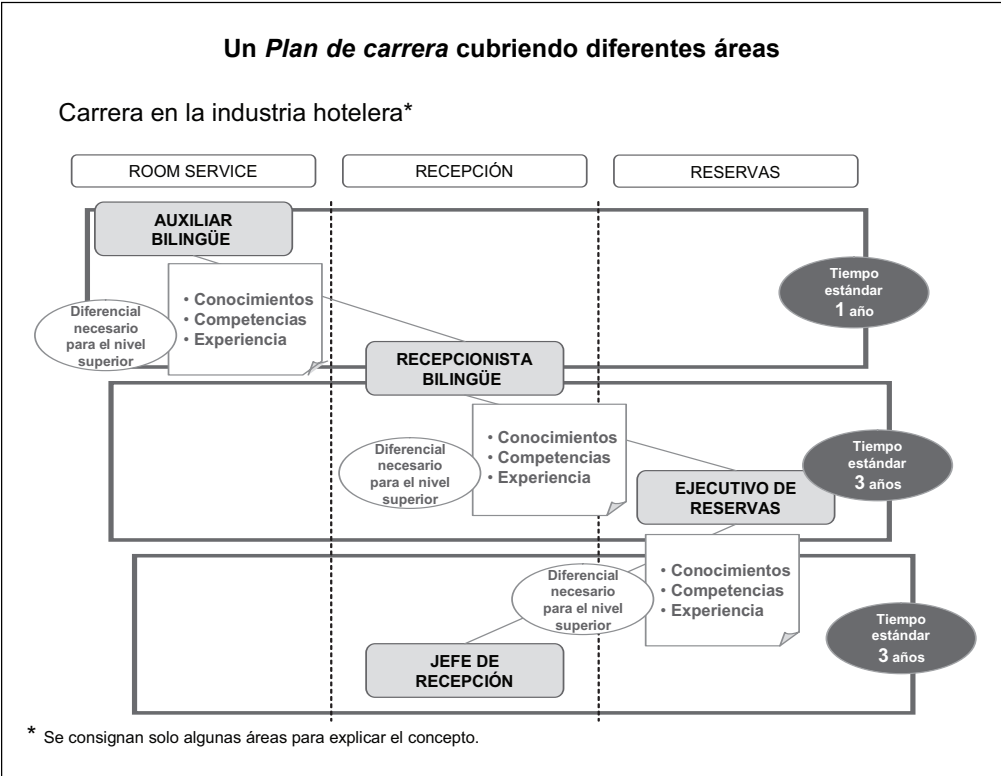 Un Plan de carrera cubriendo diferentes áreas
Carrera en la industria hotelera*
ROOM SERVICE
RECEPCIÓN
RESERVAS
AUXILIAR
BILINGÜE
• Conocimientos
• Competencias
• Experiencia
Diferencial
necesario
para el nivel
superior
Tiempo
estándar
1 año
RECEPCIONISTA
BILINGÜE
• Conocimientos
• Competencias
• Experiencia
Diferencial
necesario
para el nivel
superior
Tiempo
estándar
3 años
EJECUTIVO DE
RESERVAS
• Conocimientos
• Competencias
• Experiencia
Diferencial
necesario
para el nivel
superior
Tiempo
estándar
3 años
JEFE DE
RECEPCIÓN
* Se consignan solo algunas áreas para explicar el concepto.